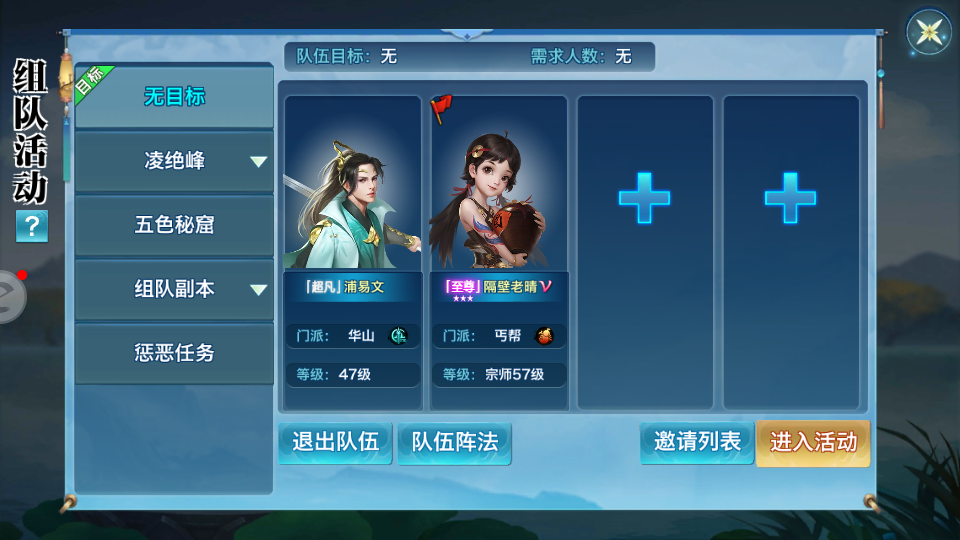 组队活动
?
队伍目标：无
需求人数：无
目标
无目标
凌绝峰
五色秘窟
组队副本
惩恶任务
「超凡」浦易文
门派：华山
等级：47级
「至尊」隔壁老晴V
门派：丐帮
等级：宗师57级
退出队伍
队伍阵法
邀请列表
进入活动